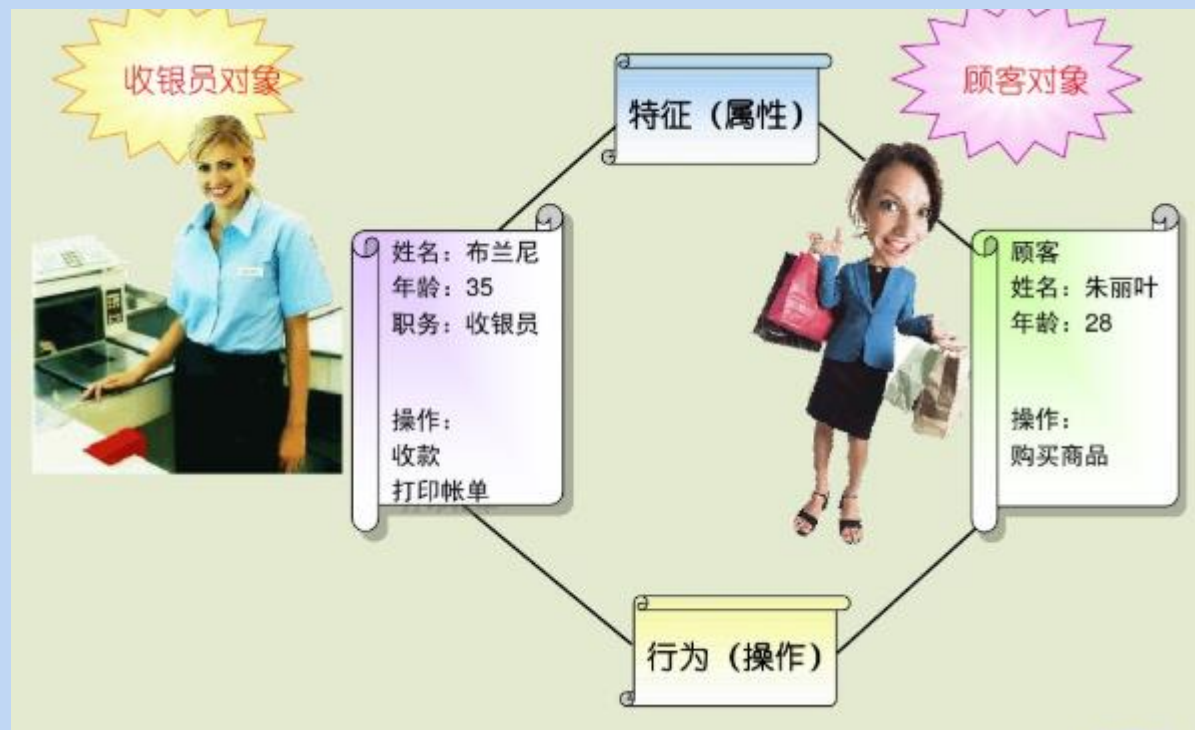 收银员对象
特征（属性）
顾客对象
姓名：布兰尼
年龄：35
职务：收银员
操作：
收款
打印帐单
顾客
姓名：朱丽叶
年龄：28
操作：
购买商品
行为（操作）